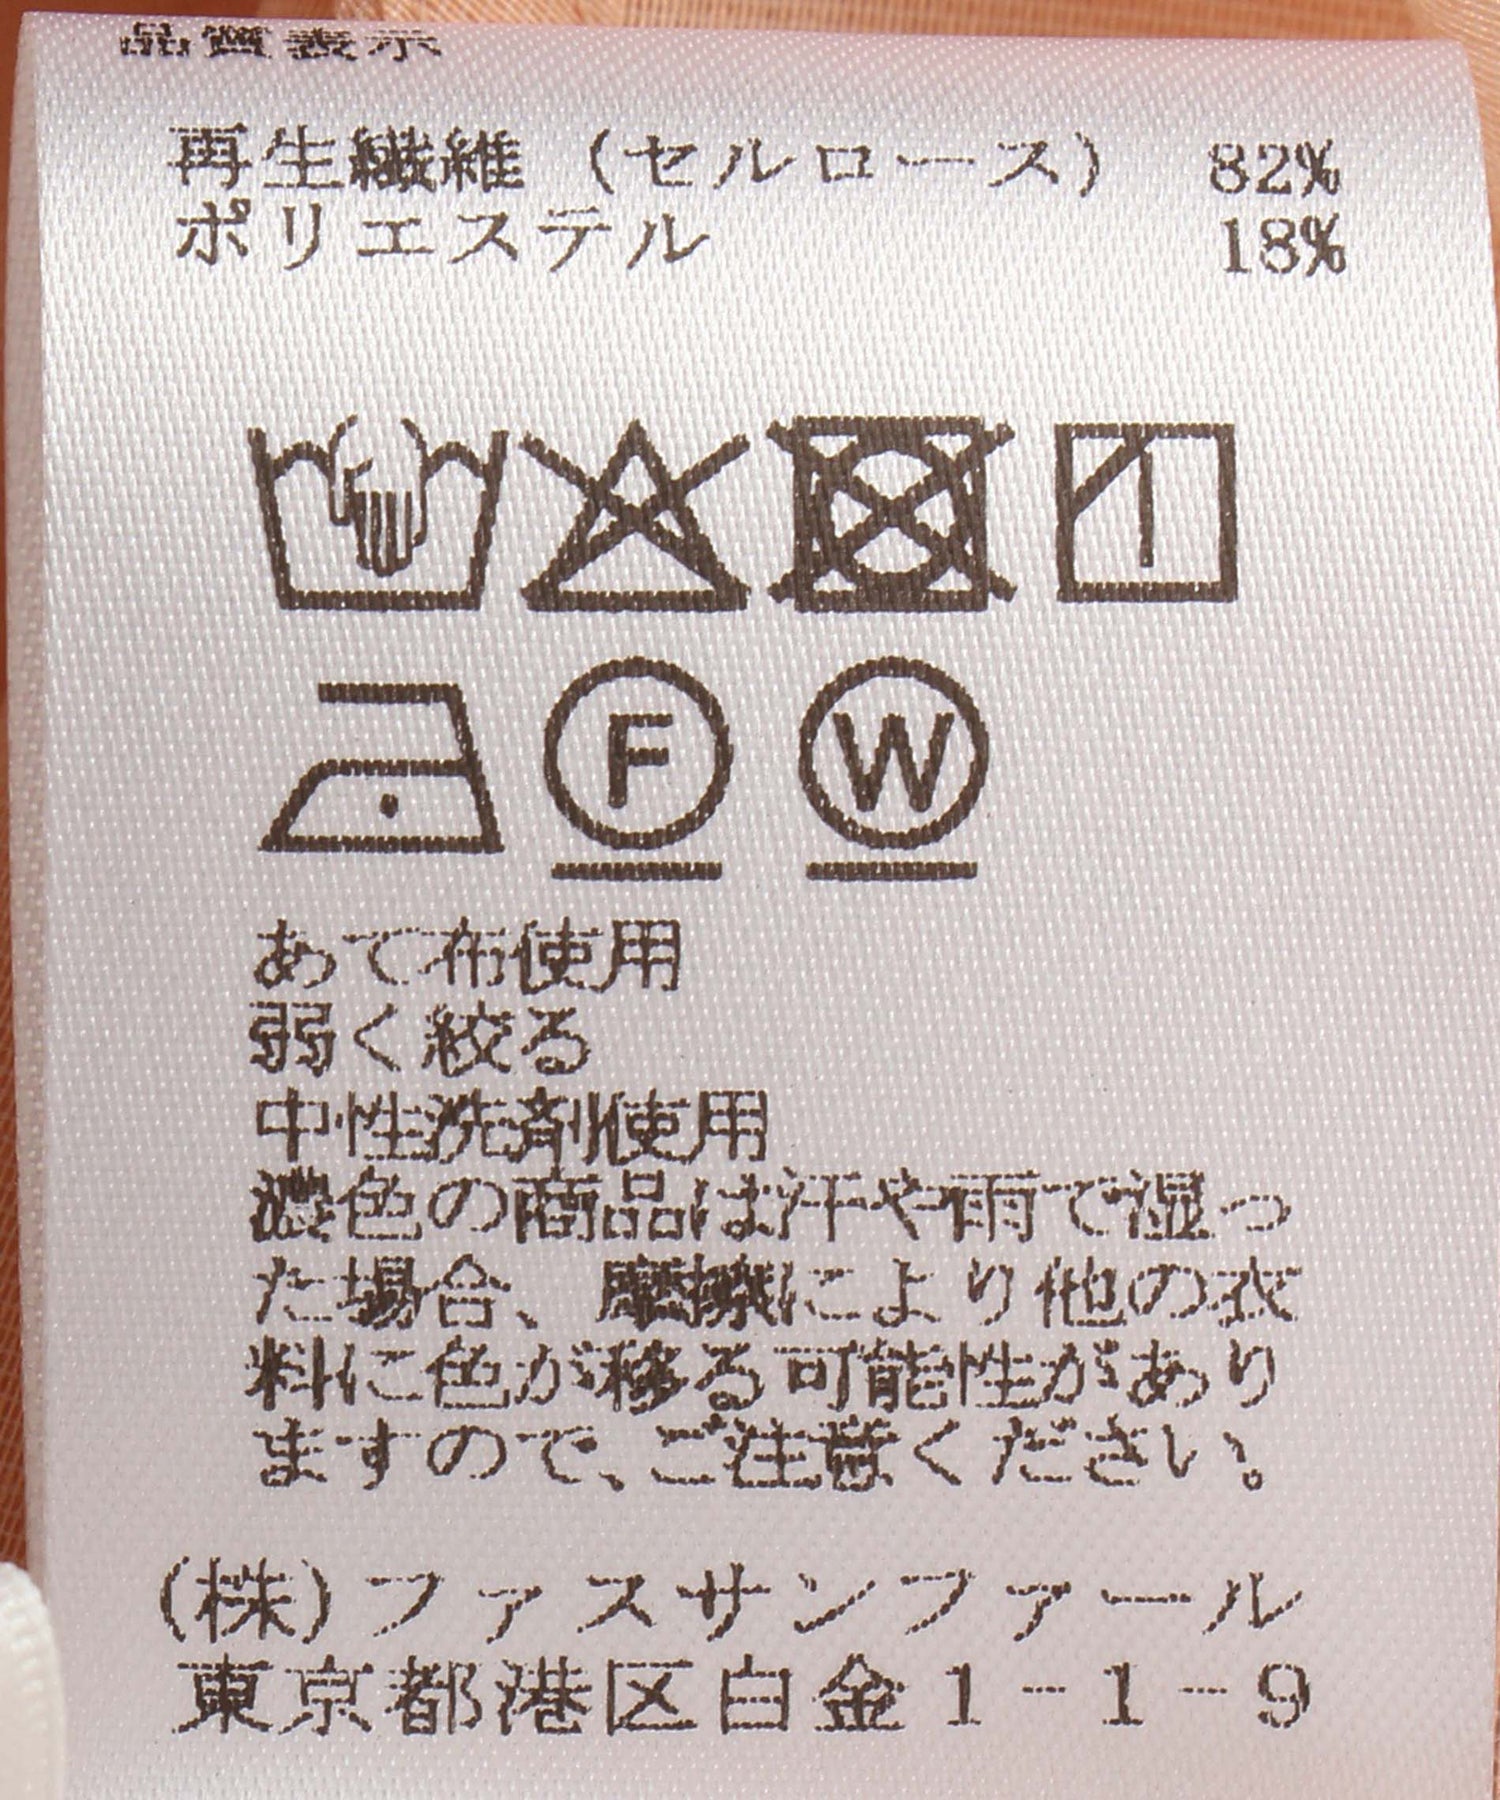 品質表示
再生繊維（セルロース） 82%
ポリエステル 18%
F W
あて布使用
弱く絞る
中性洗剤使用
濃色の商品は汗や雨で湿っ
た場合、摩擦により他の衣
料に色が移る可能性があり
ますので、ご注意ください。
(株)ファスサンファール
東京都港区白金1-1-9